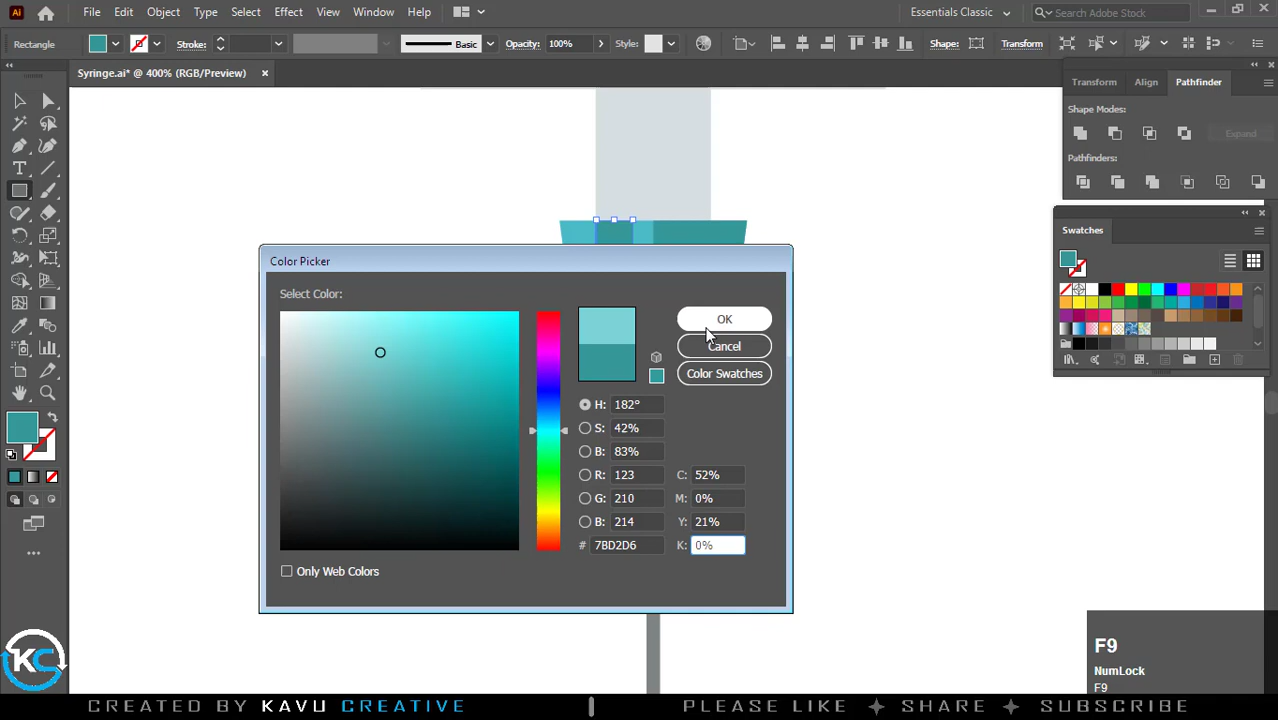 Ai File Edit Object Type Select Effect View Window Help Essentials Classic Search Adobe Stock
Rectangle Stroke: Basic Opacity: 100% Style: Shape: Transform
Syringe.ai* @ 400% (RGB/Preview) ×
Transform Align Pathfinder
Shape Modes:
Expand
Pathfinders:
Swatches
Color Picker
Select Color:
OK
Cancel
Color Swatches
H: 182°
S: 42%
B: 83%
R: 123 C: 52%
G: 210 M: 0%
B: 214 Y: 21%
# 7BD2D6 K: 0%
Only Web Colors
F9
NumLock
F9
KC
CREATED BY KAVU CREATIVE PLEASE LIKE SHARE SUBSCRIBE